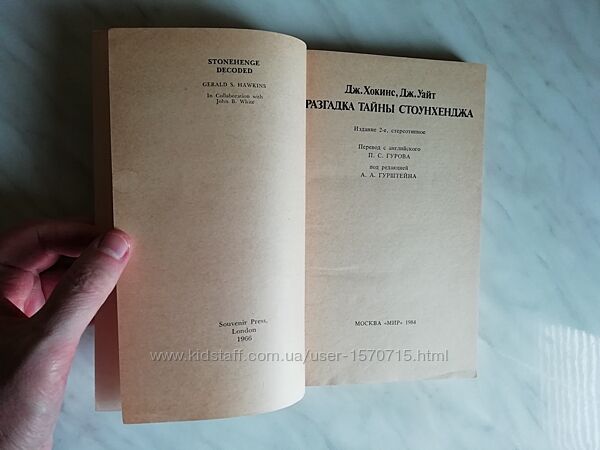 STONEHENGE
DECODED
GERALD S. HAWKINS
In Collaboration with
John B. White
Souvenir Press,
London
1966
Дж. Хокинс, Дж. Уайт
РАЗГАДКА ТАЙНЫ СТОУНХЕНДЖА
Издание 2-е, стереотипное
Перевод с английского
П. С. ГУРОВА
под редакцией
А. А. ГУРШТЕЙНА
МОСКВА «МИР» 1984
www.kidstaff.com.ua/user-1570715.html